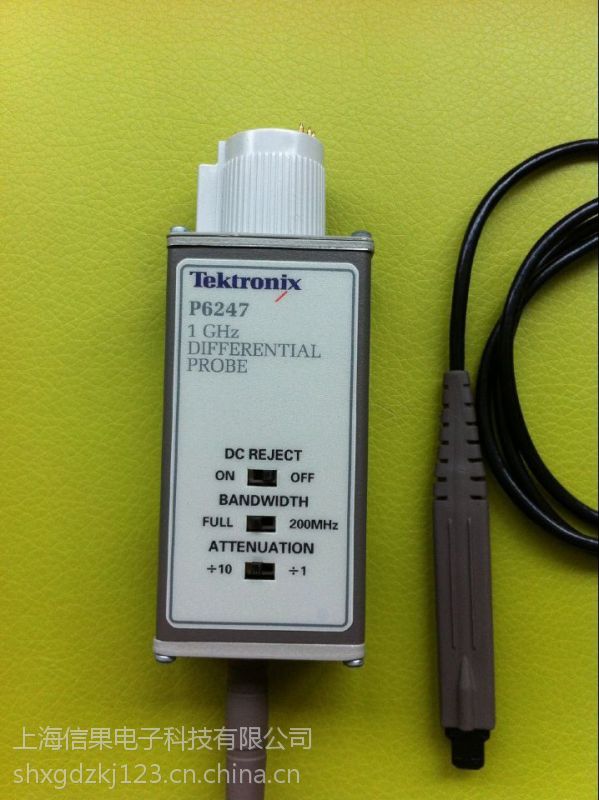 Tektronix
P6247
1 GHz
DIFFERENTIAL
PROBE
DC REJECT
ON OFF
BANDWIDTH
FULL 200MHz
ATTENUATION
÷10 ÷1
上海信果电子科技有限公司
shxgdzkj123.cn.china.cn